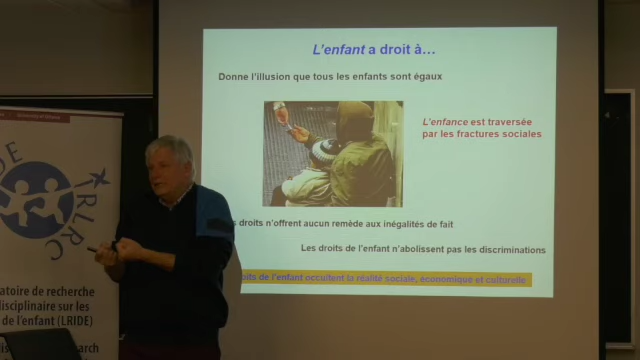 L'enfant a droit à…
Donne l'illusion que tous les enfants sont égaux
L'enfance est traversée
par les fractures sociales
droits n'offrent aucun remède aux inégalités de fait
Les droits de l'enfant n'abolissent pas les discriminations
oits de l'enfant occultent la réalité sociale, économique et culturelle
IDE
IRLRC
atoire de recherche
disciplinaire sur les
de l'enfant (LRIDE)
arch